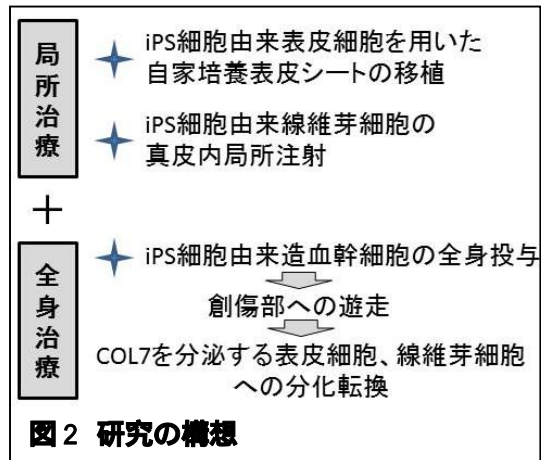 局所治療
iPS細胞由来表皮細胞を用いた
自家培養表皮シートの移植
iPS細胞由来線維芽細胞の
真皮内局所注射
＋
全身治療
iPS細胞由来造血幹細胞の全身投与
創傷部への遊走
COL7を分泌する表皮細胞、線維芽細胞
への分化転換
図2 研究の構想